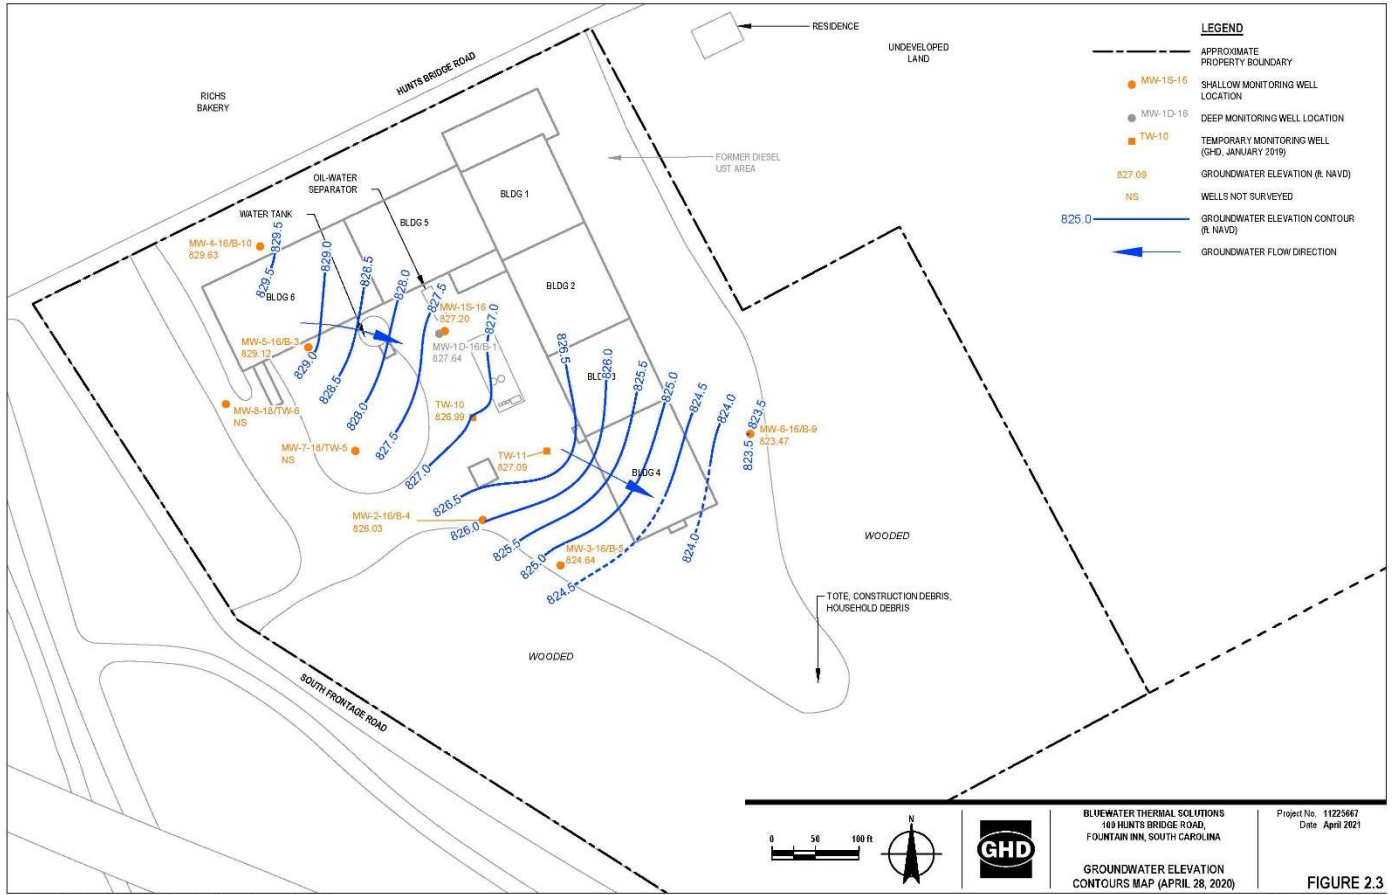 RESIDENCE
UNDEVELOPED
LAND
HUNTS BRIDGE ROAD
RICHS
BAKERY
FORMER DIESEL
UST AREA
OIL-WATER
SEPARATOR
WATER TANK
BLDG 1
BLDG 5
BLDG 2
BLDG 6
BLDG 3
BLDG 4
MW-4-16/B-10
829.63
MW-5-16/B-3
829.12
MW-1S-16
827.20
MW-1D-16/B-1
827.64
MW-8-18/TW-6
NS
MW-7-18/TW-5
NS
TW-10
826.99
TW-11
827.09
MW-2-16/B-4
826.03
MW-3-16/B-5
824.64
MW-6-16/B-9
823.47
829.5
829.5
829.0
829.0
828.5
828.5
828.0
828.0
827.5
827.5
827.0
827.0
826.5
826.5
826.0
826.0
825.5
825.5
825.0
825.0
824.5
824.5
824.0
824.0
823.5
823.5
WOODED
WOODED
TOTE, CONSTRUCTION DEBRIS,
HOUSEHOLD DEBRIS
SOUTH FRONTAGE ROAD
LEGEND
APPROXIMATE
PROPERTY BOUNDARY
MW-1S-16
SHALLOW MONITORING WELL
LOCATION
MW-1D-16
DEEP MONITORING WELL LOCATION
TW-10
TEMPORARY MONITORING WELL
(GHD, JANUARY 2019)
827.09
GROUNDWATER ELEVATION (ft. NAVD)
NS
WELLS NOT SURVEYED
825.0
GROUNDWATER ELEVATION CONTOUR
(ft. NAVD)
GROUNDWATER FLOW DIRECTION
0 50 100 ft
N
GHD
BLUEWATER THERMAL SOLUTIONS
100 HUNTS BRIDGE ROAD,
FOUNTAIN INN, SOUTH CAROLINA
GROUNDWATER ELEVATION
CONTOURS MAP (APRIL 28, 2020)
Project No. 11225667
Date April 2021
FIGURE 2.3